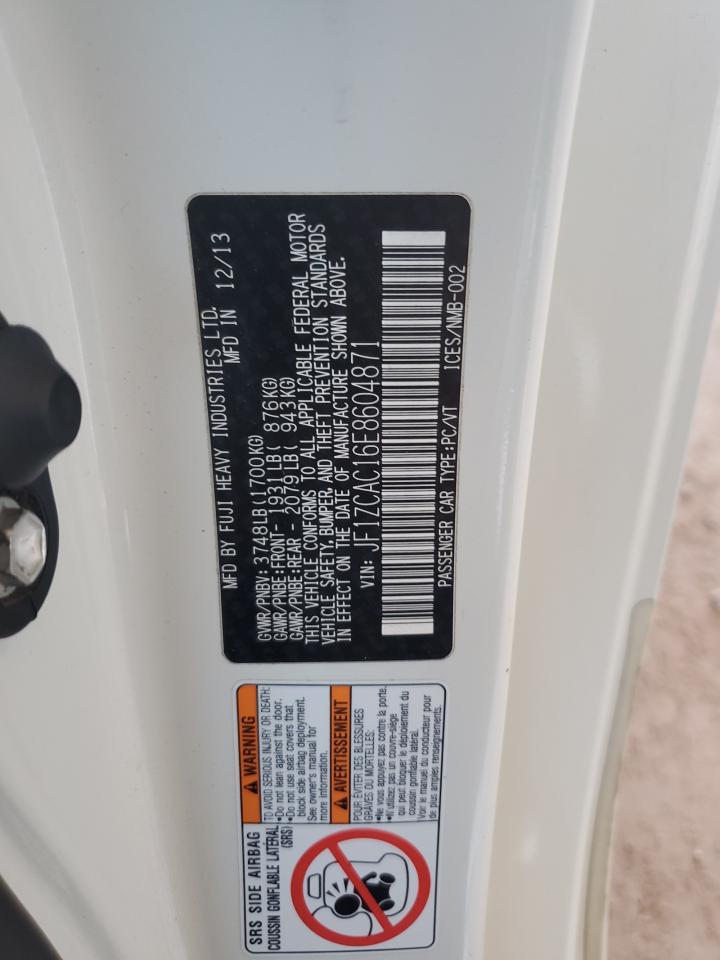 MFD BY FUJI HEAVY INDUSTRIES LTD.
MFD IN 12/13
GVWR/PNBV: 3748LB(1700KG)
GAWR/PNBE:FRONT- 1931LB( 876KG)
GAWR/PNBE:REAR - 2079LB( 943KG)
THIS VEHICLE CONFORMS TO ALL APPLICABLE FEDERAL MOTOR
VEHICLE SAFETY,BUMPER,AND THEFT PREVENTION STANDARDS
IN EFFECT ON THE DATE OF MANUFACTURE SHOWN ABOVE.
VIN: JF1ZCAC16E8604871
PASSENGER CAR TYPE:PC/VT ICES/NMB-002
SRS SIDE AIRBAG
COUSSIN GONFLABLE LATÉRAL
(SRS)
WARNING
TO AVOID SERIOUS INJURY OR DEATH:
•Do not lean against the door.
•Do not use seat covers that
block side airbag deployment.
See owner's manual for
more information.
AVERTISSEMENT
POUR ÉVITER DES BLESSURES
GRAVES OU MORTELLES:
•Ne vous appuyez pas contre la porte.
•N'utilisez pas un couvre-siège
qui peut bloquer le déploiement du
coussin gonflable latéral.
Voir le manuel du conducteur pour
de plus amples renseignements.